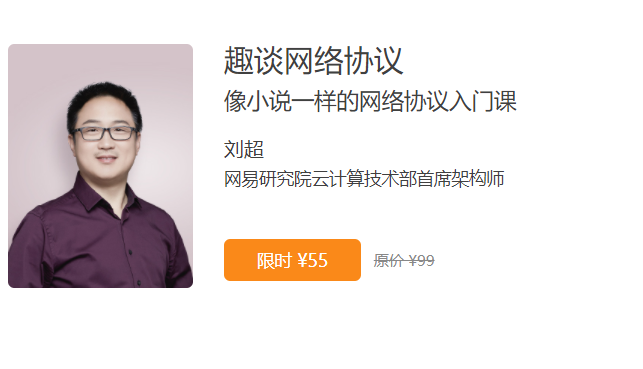 趣谈网络协议
像小说一样的网络协议入门课
刘超
网易研究院云计算技术部首席架构师
限时 ¥55 原价 ¥99